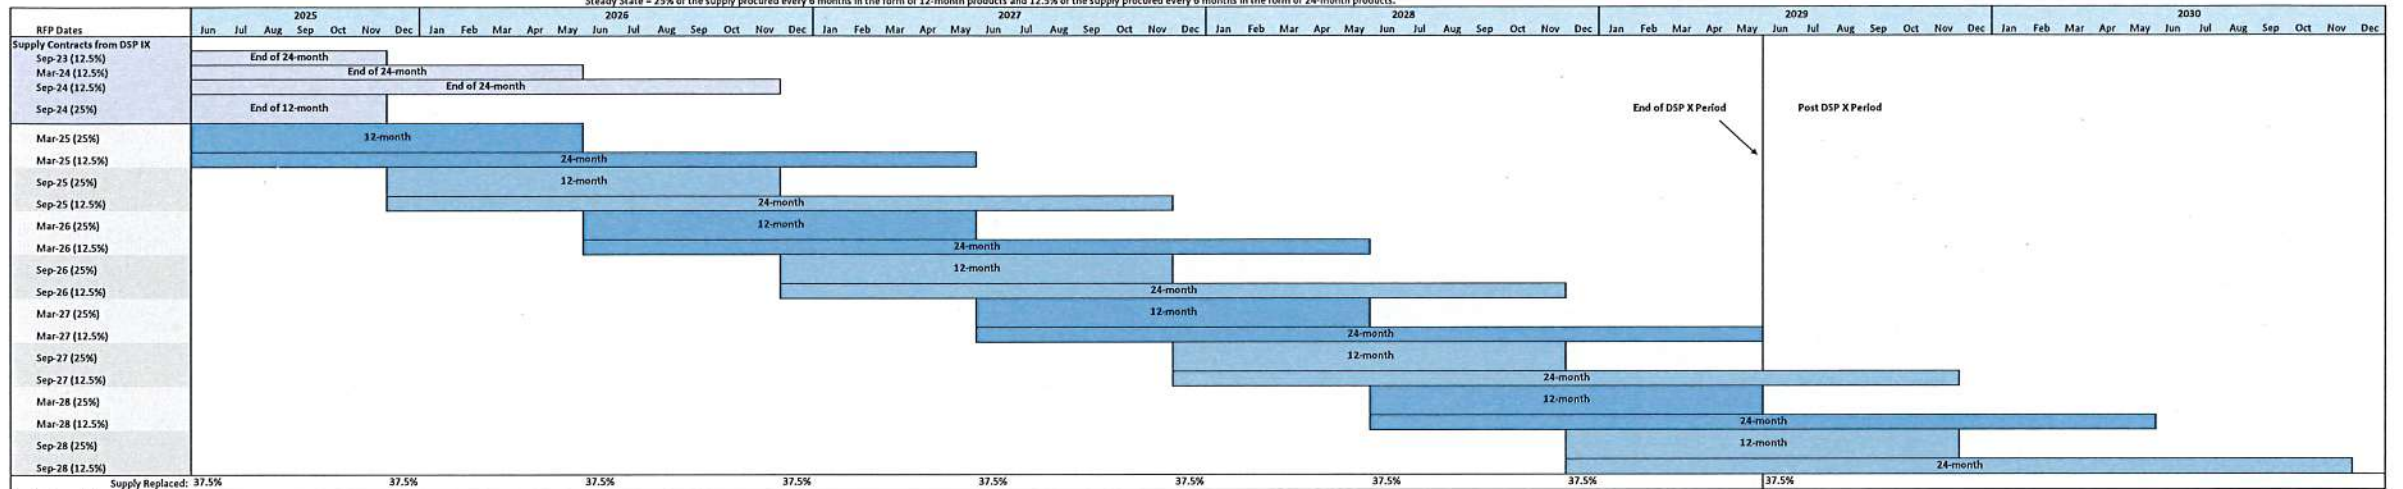 Steady State = 25% of the supply procured every 6 months in the form of 12-month products and 12.5% of the supply procured every 6 months in the form of 24-month products.
2025 2026 2027 2028 2029 2030
RFP Dates Jun Jul Aug Sep Oct Nov Dec Jan Feb Mar Apr May Jun Jul Aug Sep Oct Nov Dec Jan Feb Mar Apr May Jun Jul Aug Sep Oct Nov Dec Jan Feb Mar Apr May Jun Jul Aug Sep Oct Nov Dec Jan Feb Mar Apr May Jun Jul Aug Sep Oct Nov Dec Jan Feb Mar Apr May Jun Jul Aug Sep Oct Nov Dec
Supply Contracts from DSP IX
Sep-23 (12.5%) End of 24-month
Mar-24 (12.5%) End of 24-month
Sep-24 (12.5%) End of 24-month
Sep-24 (25%) End of 12-month End of DSP X Period Post DSP X Period
Mar-25 (25%) 12-month
Mar-25 (12.5%) 24-month
Sep-25 (25%) 12-month
Sep-25 (12.5%) 24-month
Mar-26 (25%) 12-month
Mar-26 (12.5%) 24-month
Sep-26 (25%) 12-month
Sep-26 (12.5%) 24-month
Mar-27 (25%) 12-month
Mar-27 (12.5%) 24-month
Sep-27 (25%) 12-month
Sep-27 (12.5%) 24-month
Mar-28 (25%) 12-month
Mar-28 (12.5%) 24-month
Sep-28 (25%) 12-month
Sep-28 (12.5%) 24-month
Supply Replaced: 37.5% 37.5% 37.5% 37.5% 37.5% 37.5% 37.5% 37.5% 37.5%